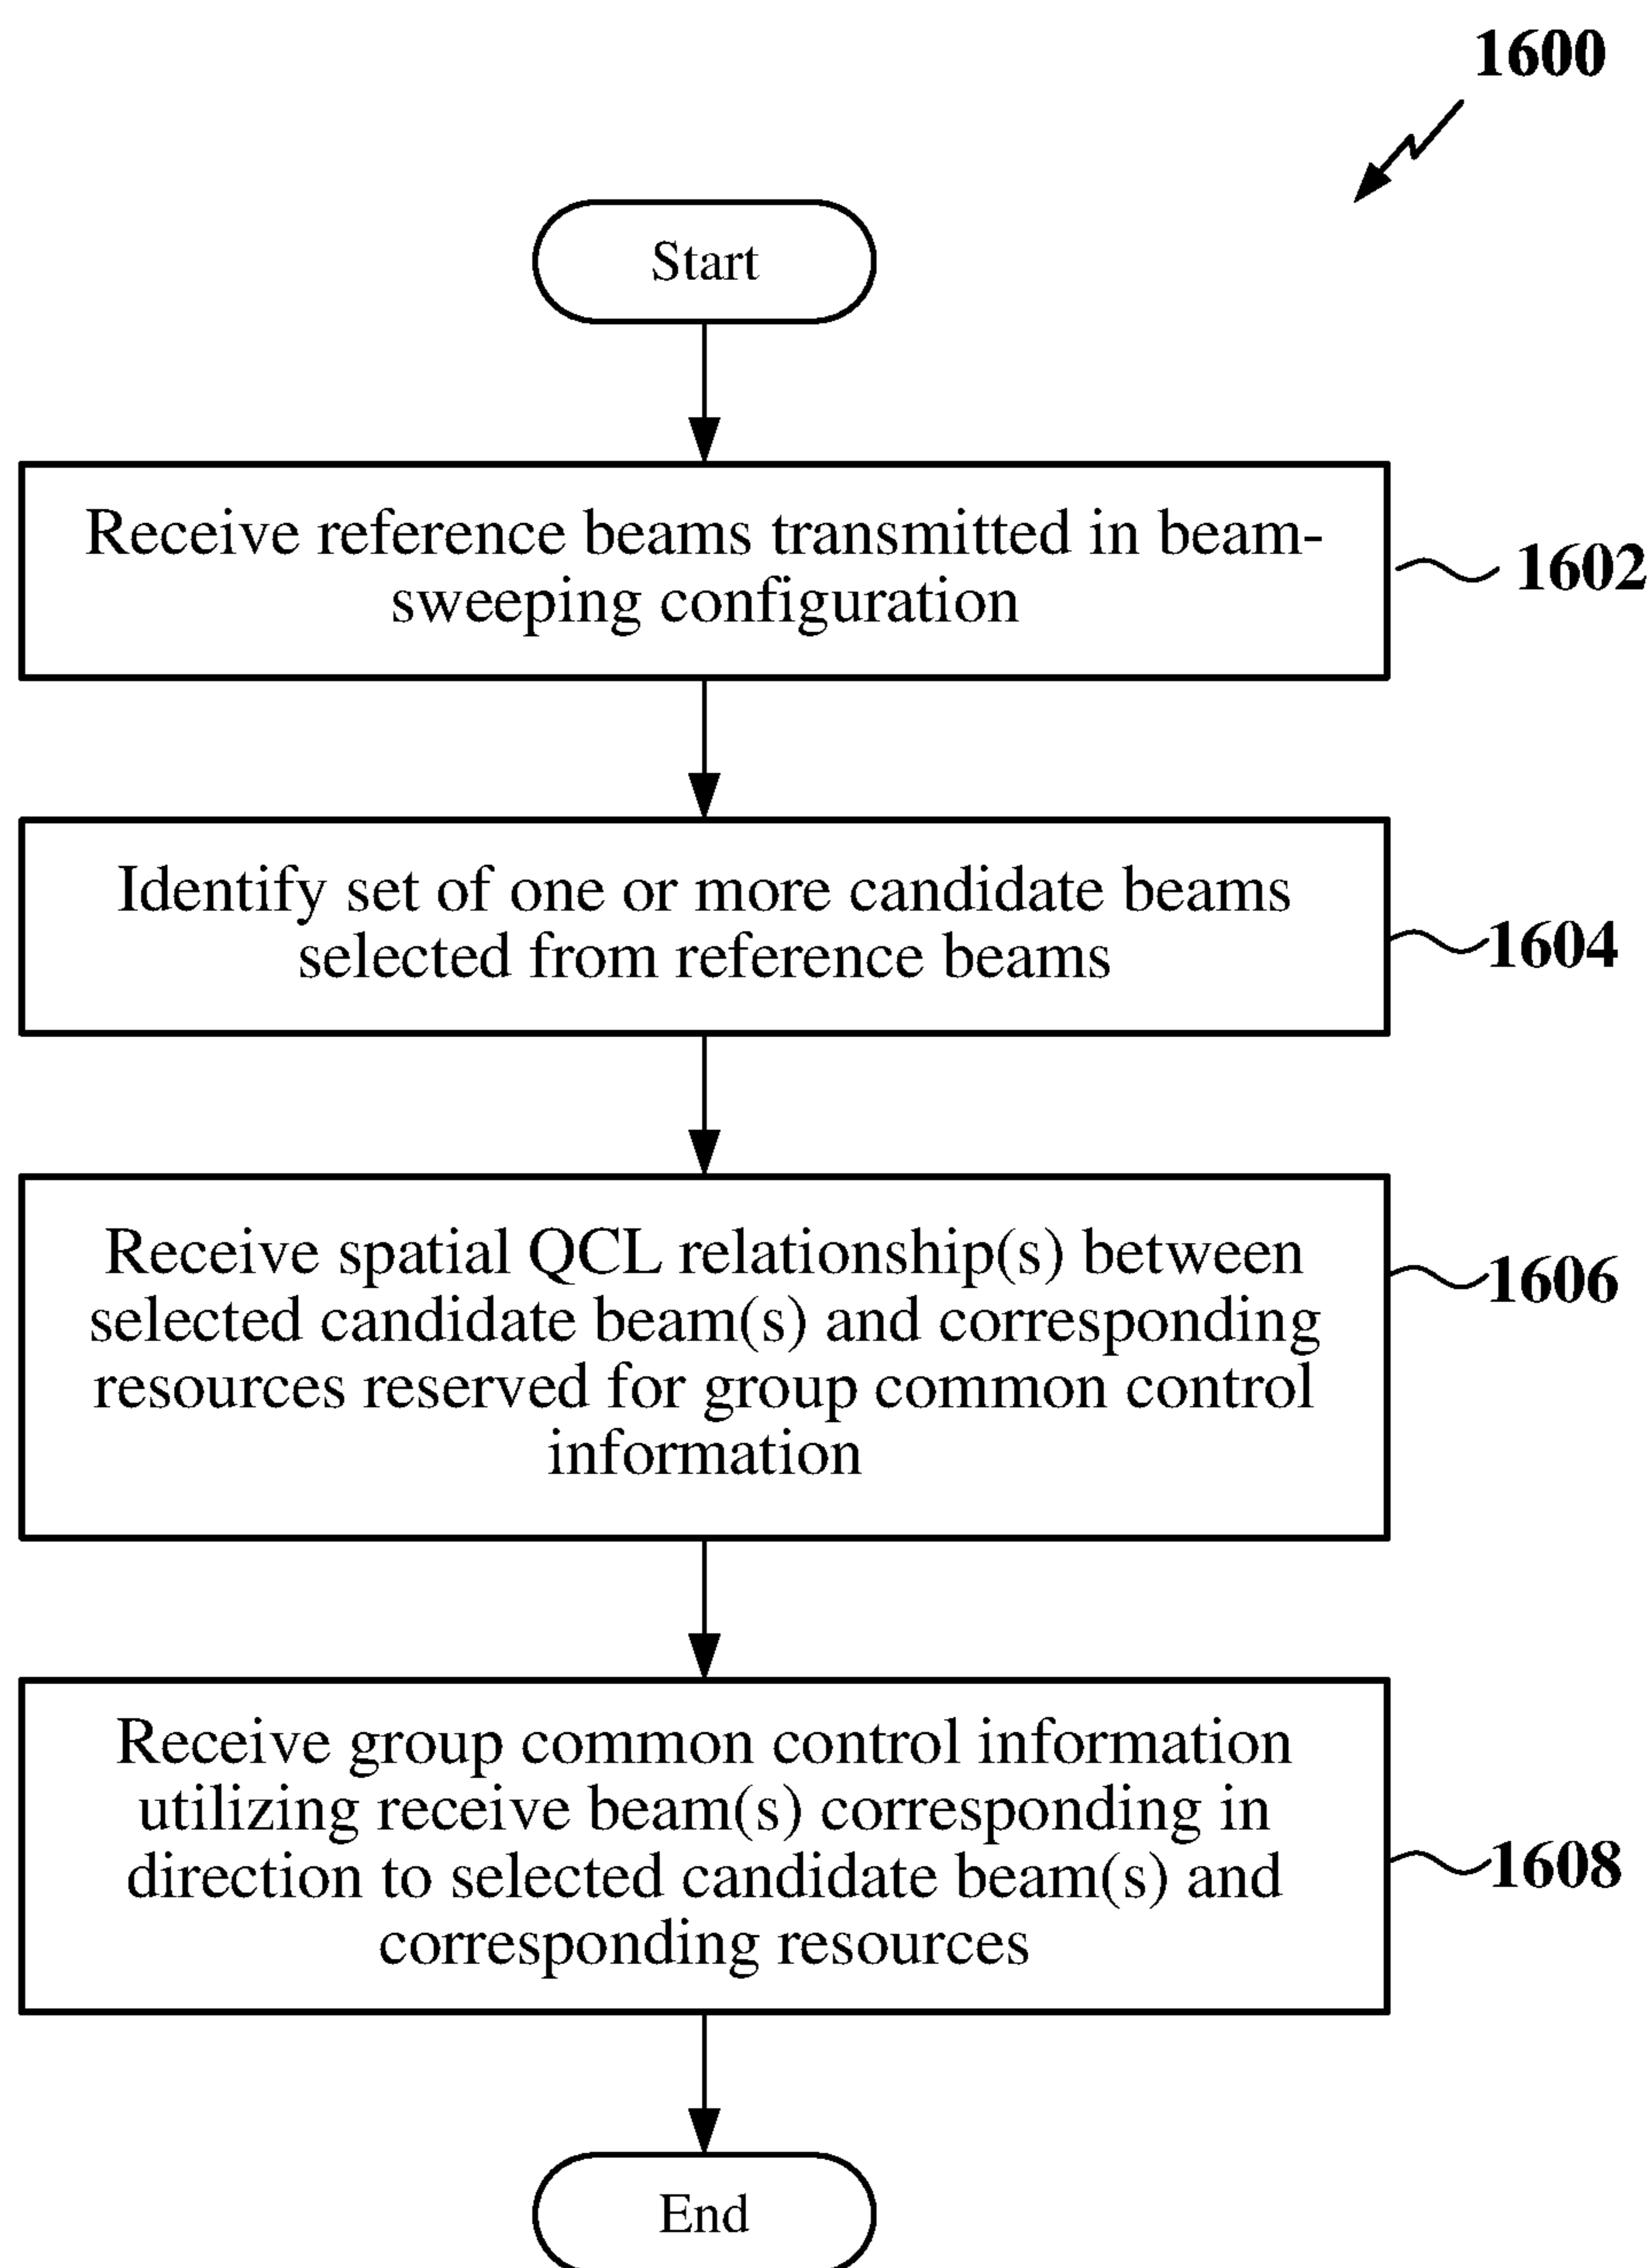 1600
Start
Receive reference beams transmitted in beam-
sweeping configuration
1602
Identify set of one or more candidate beams
selected from reference beams
1604
Receive spatial QCL relationship(s) between
selected candidate beam(s) and corresponding
resources reserved for group common control
information
1606
Receive group common control information
utilizing receive beam(s) corresponding in
direction to selected candidate beam(s) and
corresponding resources
1608
End